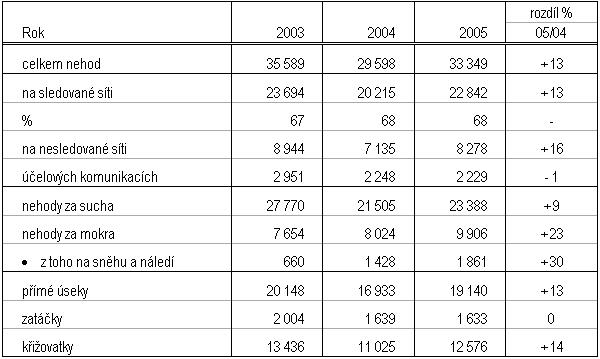 rozdíl %
Rok 2003 2004 2005 05/04
celkem nehod 35 589 29 598 33 349 +13
na sledované síti 23 694 20 215 22 842 +13
% 67 68 68 -
na nesledované síti 8 944 7 135 8 278 +16
účelových komunikacích 2 951 2 248 2 229 - 1
nehody za sucha 27 770 21 505 23 388 +9
nehody za mokra 7 654 8 024 9 906 +23
• z toho na sněhu a náledí 660 1 428 1 861 +30
přímé úseky 20 148 16 933 19 140 +13
zatáčky 2 004 1 639 1 633 0
křižovatky 13 436 11 025 12 576 +14